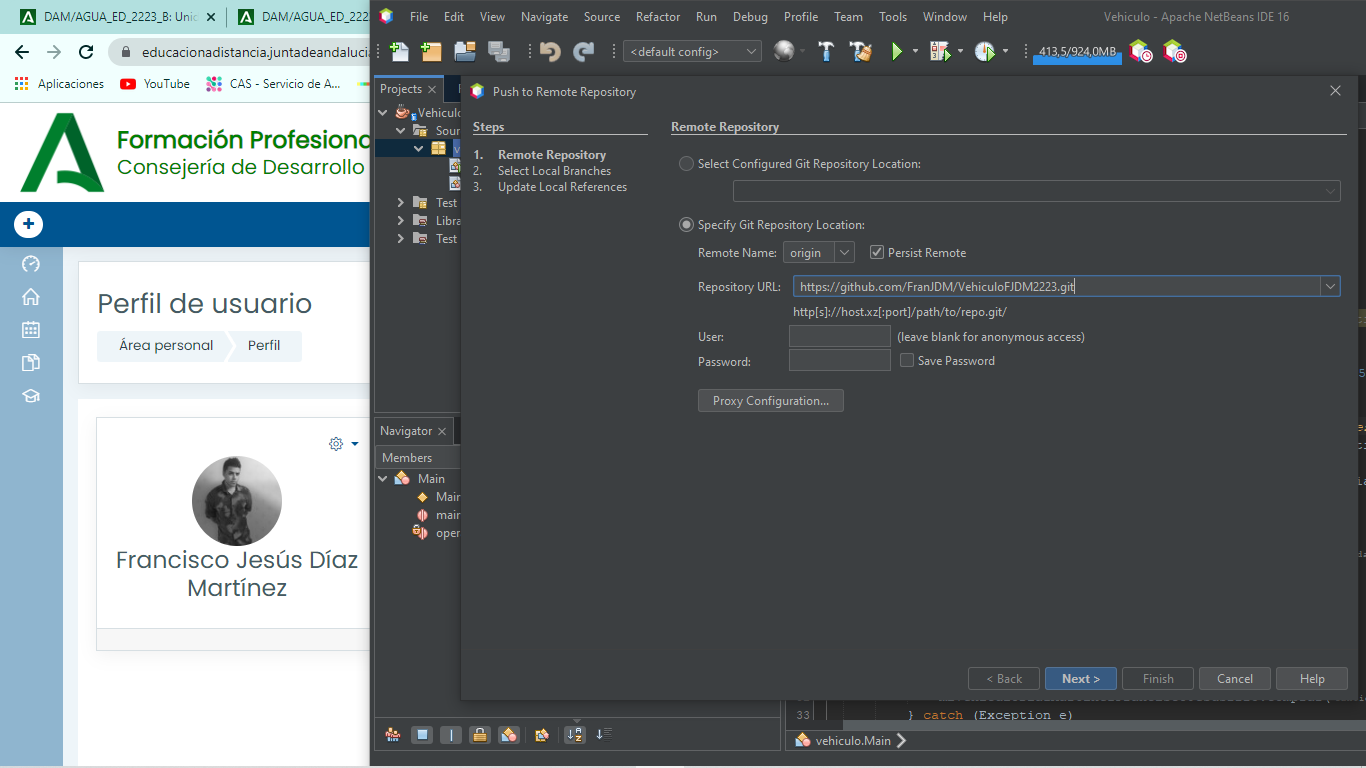 DAM/AGUA_ED_2223_B: Unic
DAM/AGUA_ED_222
educacionadistancia.juntadeandaluci
Aplicaciones
YouTube
CAS - Servicio de A...
Formación Profesiona
Consejería de Desarrollo
Perfil de usuario
Área personal
Perfil
Francisco Jesús Díaz
Martínez
File Edit View Navigate Source Refactor Run Debug Profile Team Tools Window Help
Vehiculo - Apache NetBeans IDE 16
<default config>
413,5/924,0MB
Projects
Vehiculo
Sour
v
Test
Libra
Test
Navigator
Members
Main
Main
main
oper
Push to Remote Repository
Steps
1. Remote Repository
2. Select Local Branches
3. Update Local References
Remote Repository
Select Configured Git Repository Location:
Specify Git Repository Location:
Remote Name: origin Persist Remote
Repository URL: https://github.com/FranJDM/VehiculoFJDM2223.git
http[s]://host.xz[:port]/path/to/repo.git/
User: (leave blank for anonymous access)
Password: Save Password
Proxy Configuration...
< Back
Next >
Finish
Cancel
Help
33 } catch (Exception e)
vehiculo.Main